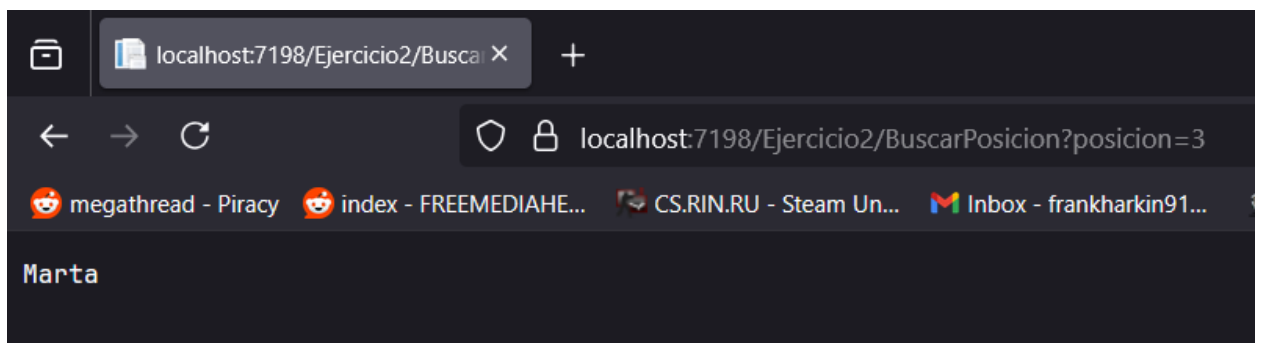 localhost:7198/Ejercicio2/Busca
localhost:7198/Ejercicio2/BuscarPosicion?posicion=3
megathread - Piracy index - FREEMEDIAHE... CS.RIN.RU - Steam Un... Inbox - frankharkin91...
Marta